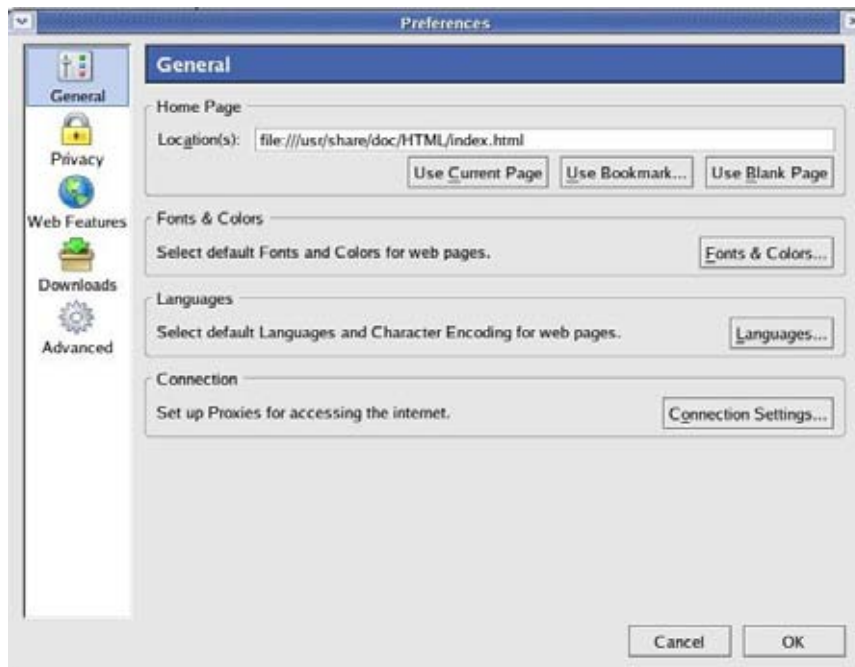 Preferences
General
Privacy
Web Features
Downloads
Advanced
General
Home Page
Location(s): file:///usr/share/doc/HTML/index.html
Use Current Page Use Bookmark... Use Blank Page
Fonts & Colors
Select default Fonts and Colors for web pages. Fonts & Colors...
Languages
Select default Languages and Character Encoding for web pages. Languages...
Connection
Set up Proxies for accessing the internet. Connection Settings...
Cancel OK